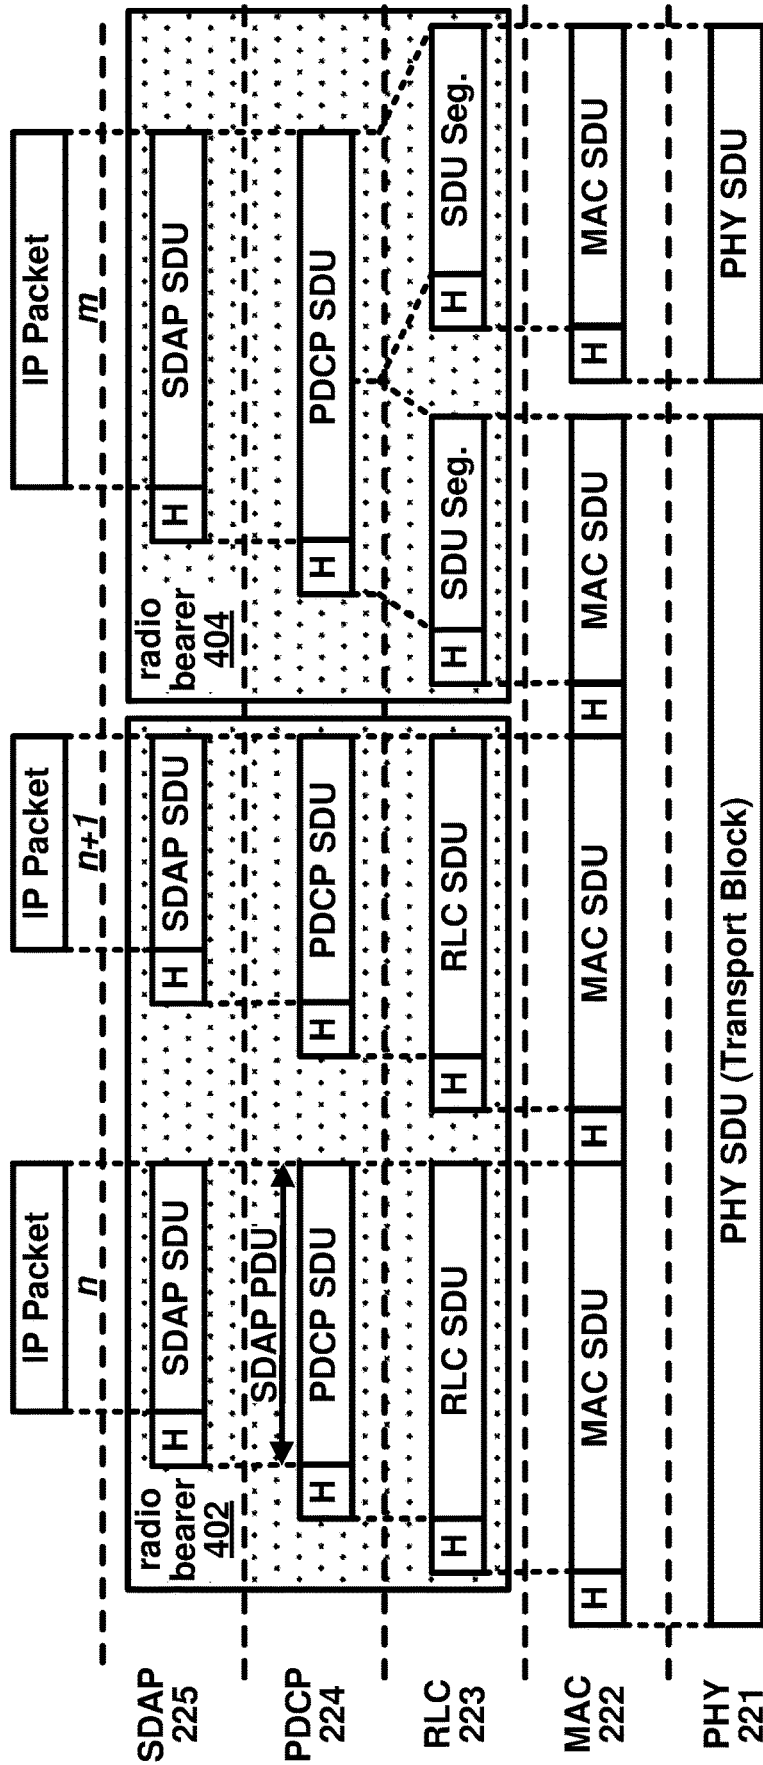 IP Packet
n
IP Packet
n+1
IP Packet
m
SDAP
225
radio
bearer
402
H
SDAP SDU
H
SDAP SDU
radio
bearer
404
H
SDAP SDU
SDAP PDU
PDCP
224
H
PDCP SDU
H
PDCP SDU
H
PDCP SDU
RLC
223
H
RLC SDU
H
RLC SDU
H
SDU Seg.
H
SDU Seg.
MAC
222
H
MAC SDU
H
MAC SDU
H
MAC SDU
H
MAC SDU
PHY
221
PHY SDU (Transport Block)
PHY SDU